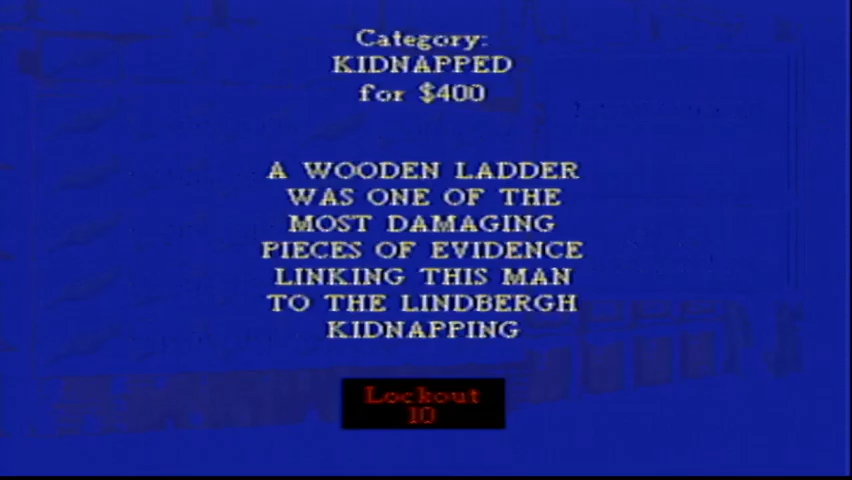 Category:
KIDNAPPED
for $400
A WOODEN LADDER
WAS ONE OF THE
MOST DAMAGING
PIECES OF EVIDENCE
LINKING THIS MAN
TO THE LINDBERGH
KIDNAPPING
Lockout
10